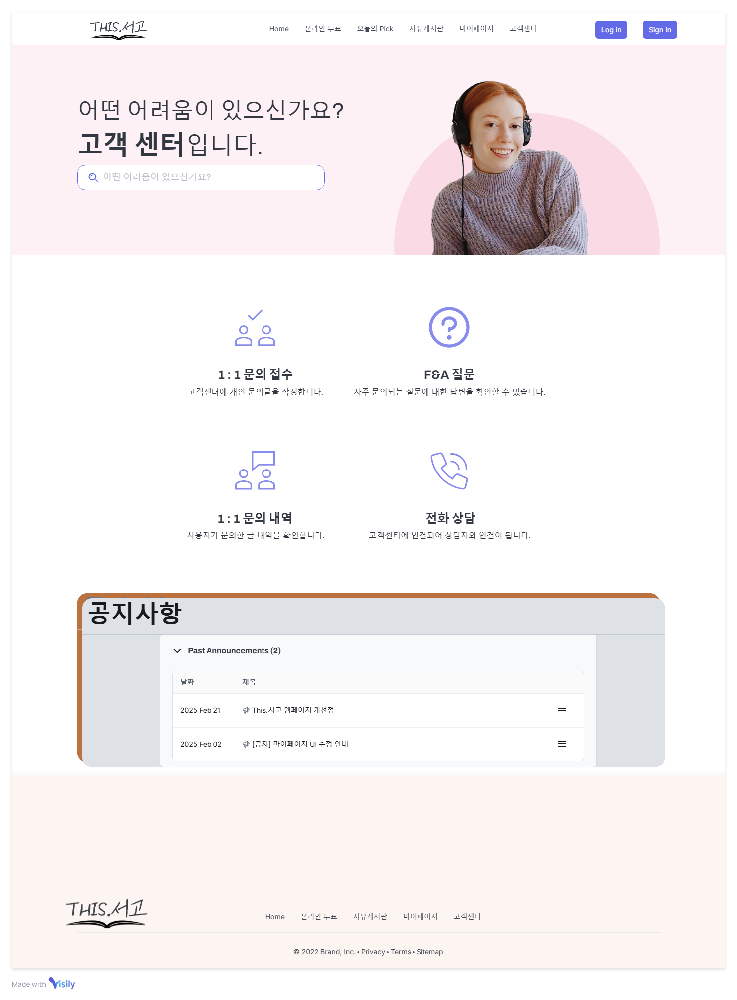 THIS.서고
Home 온라인 투표 오늘의 Pick 자유게시판 마이페이지 고객센터
Log in Sign In
어떤 어려움이 있으신가요?
고객 센터입니다.
어떤 어려움이 있으신가요?
1 : 1 문의 접수
고겍센터에 개인 문의글을 작성합니다.
F&A 질문
자주 문의되는 질문에 대한 답변을 확인할 수 있습니다.
1 : 1 문의 내역
사용자가 문의한 글 내역을 확인합니다.
전화 상담
고객센터에 연결되어 상담자와 연결이 됩니다.
공지사항
Past Announcements (2)
날짜 제목
2025 Feb 21 This.서고 웹페이지 개선점
2025 Feb 02 [공지] 마이페이지 UI 수정 안내
THIS.서고
Home 온라인 투표 자유게시판 마이페이지 고객센터
© 2022 Brand, Inc. • Privacy • Terms • Sitemap
Made with Visily